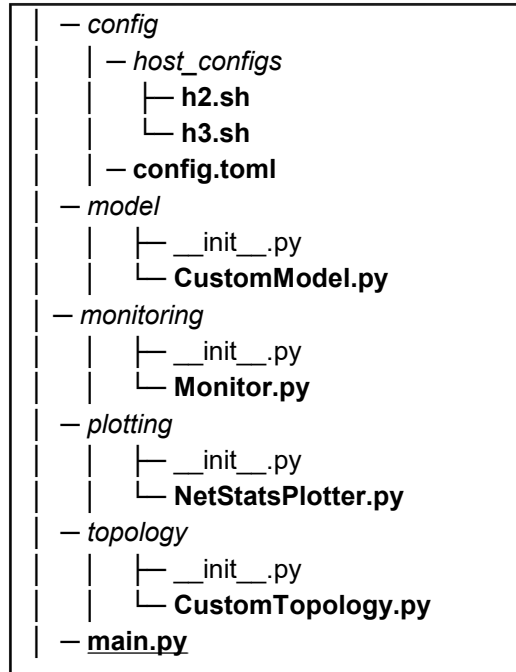 │ ─ config
│ │ ─ host_configs
│ │ ├─ h2.sh
│ │ └─ h3.sh
│ │ ─ config.toml
│ ─ model
│ │ ├─ __init__.py
│ │ └─ CustomModel.py
│ ─ monitoring
│ │ ├─ __init__.py
│ │ └─ Monitor.py
│ ─ plotting
│ │ ├─ __init__.py
│ │ └─ NetStatsPlotter.py
│ ─ topology
│ │ ├─ __init__.py
│ │ └─ CustomTopology.py
│ ─ main.py